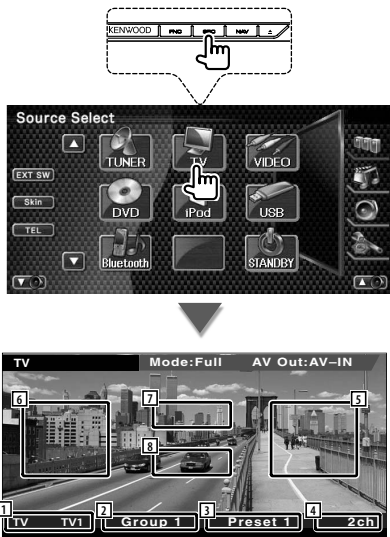 KENWOOD FNC SRC NAV
Source Select
TUNER TV VIDEO
EXT SW
Skin
DVD iPod USB
TEL
Bluetooth STANDBY
TV Mode:Full AV Out:AV–IN
6 7 5
8
1 2 3 4
TV TV1 Group 1 Preset 1 2ch